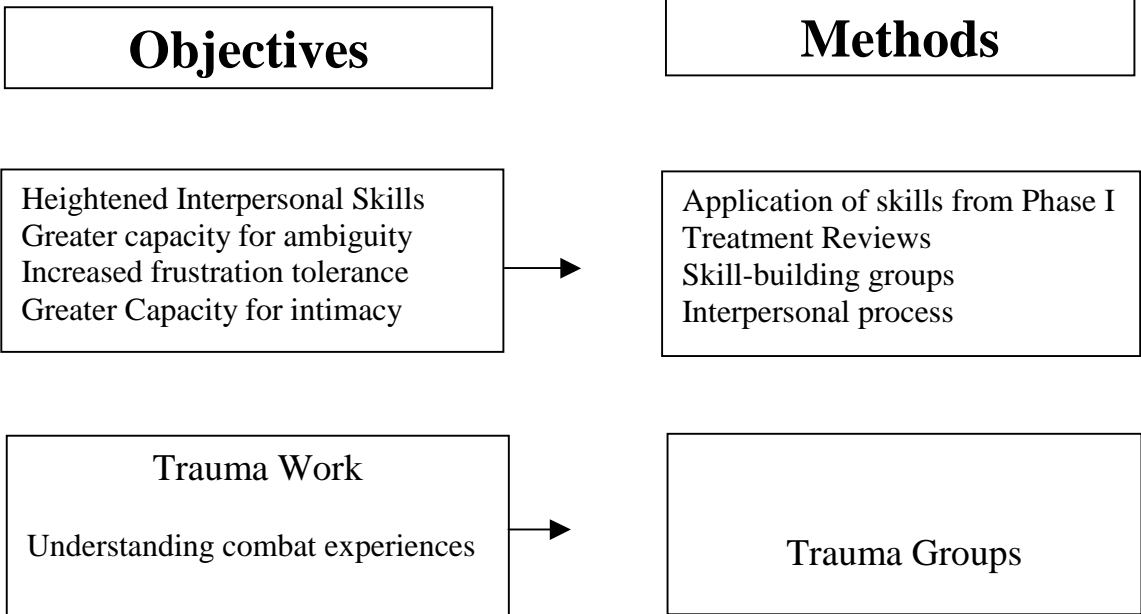 Objectives
Methods
Heightened Interpersonal Skills
Greater capacity for ambiguity
Increased frustration tolerance
Greater Capacity for intimacy
Application of skills from Phase I
Treatment Reviews
Skill-building groups
Interpersonal process
Trauma Work
Understanding combat experiences
Trauma Groups